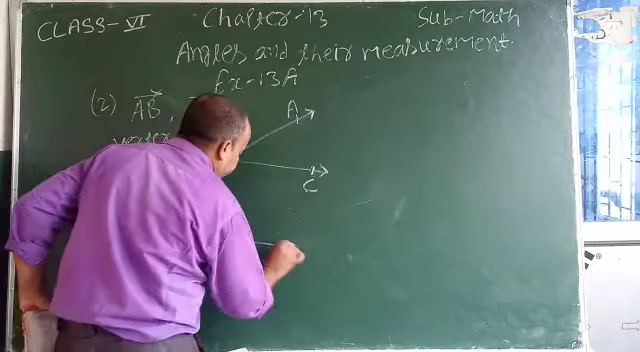 CLASS-VI Chapter-13 Sub-Math
Angles and their measurement.
Ex-13A
(2) AB,
A
C